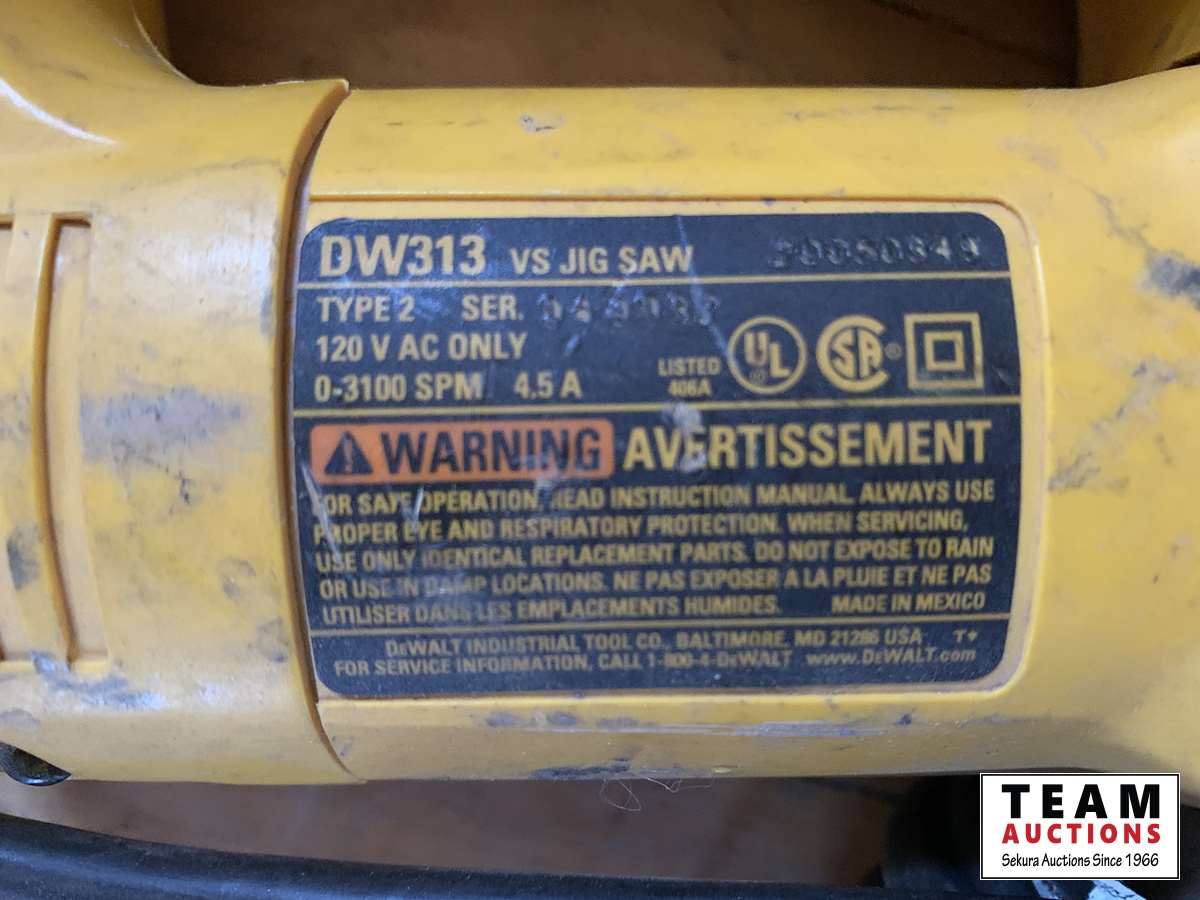 DW313 VS JIG SAW
TYPE 2 SER.
120 V AC ONLY
0-3100 SPM 4.5 A
LISTED
406A
UL
SA ®
WARNING AVERTISSEMENT
FOR SAFE OPERATION, READ INSTRUCTION MANUAL. ALWAYS USE
PROPER EYE AND RESPIRATORY PROTECTION. WHEN SERVICING,
USE ONLY IDENTICAL REPLACEMENT PARTS. DO NOT EXPOSE TO RAIN
OR USE IN DAMP LOCATIONS. NE PAS EXPOSER A LA PLUIE ET NE PAS
UTILISER DANS LES EMPLACEMENTS HUMIDES. MADE IN MEXICO
DEWALT INDUSTRIAL TOOL CO., BALTIMORE, MD 21286 USA T+
FOR SERVICE INFORMATION, CALL 1-800-4-DEWALT www.DEWALT.com
TEAM
AUCTIONS
Sekura Auctions Since 1966